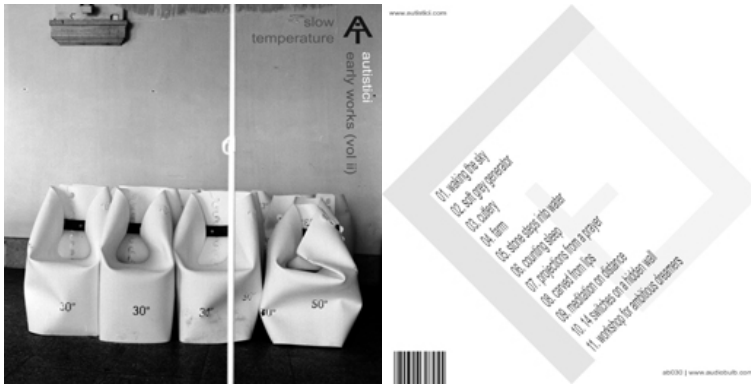 slow
temperature
autistici
early works (vol ii)
30°
30°
50°
www.autistici.com
01. walking the sky
02. soft grey generator
03. cutlery
04. farm
05. stone steps into water
06. counting sleep
07. projections from a prayer
08. carved from lips
09. meditation on distance
10. 14 switches on a hidden wall
11. workshop for ambitious dreamers
ab030 | www.audiobulb.com